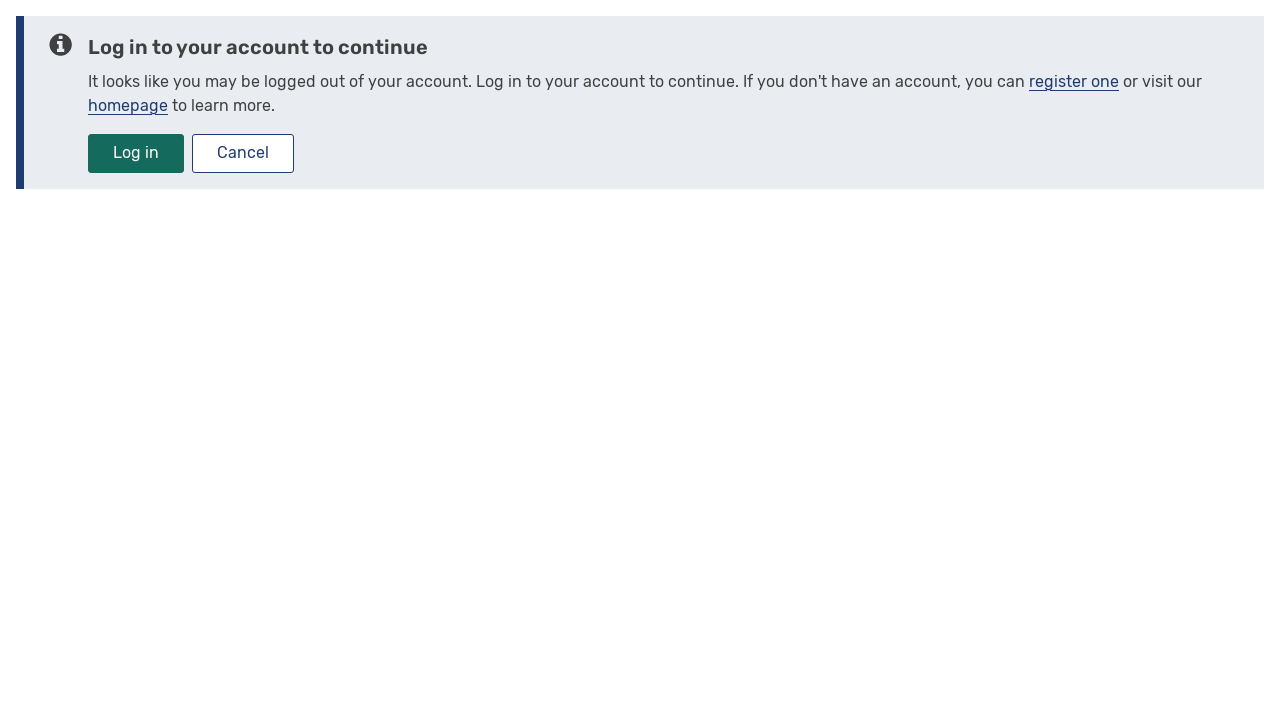 Log in to your account to continue
It looks like you may be logged out of your account. Log in to your account to continue. If you don't have an account, you can register one or visit our
homepage to learn more.
Log in
Cancel